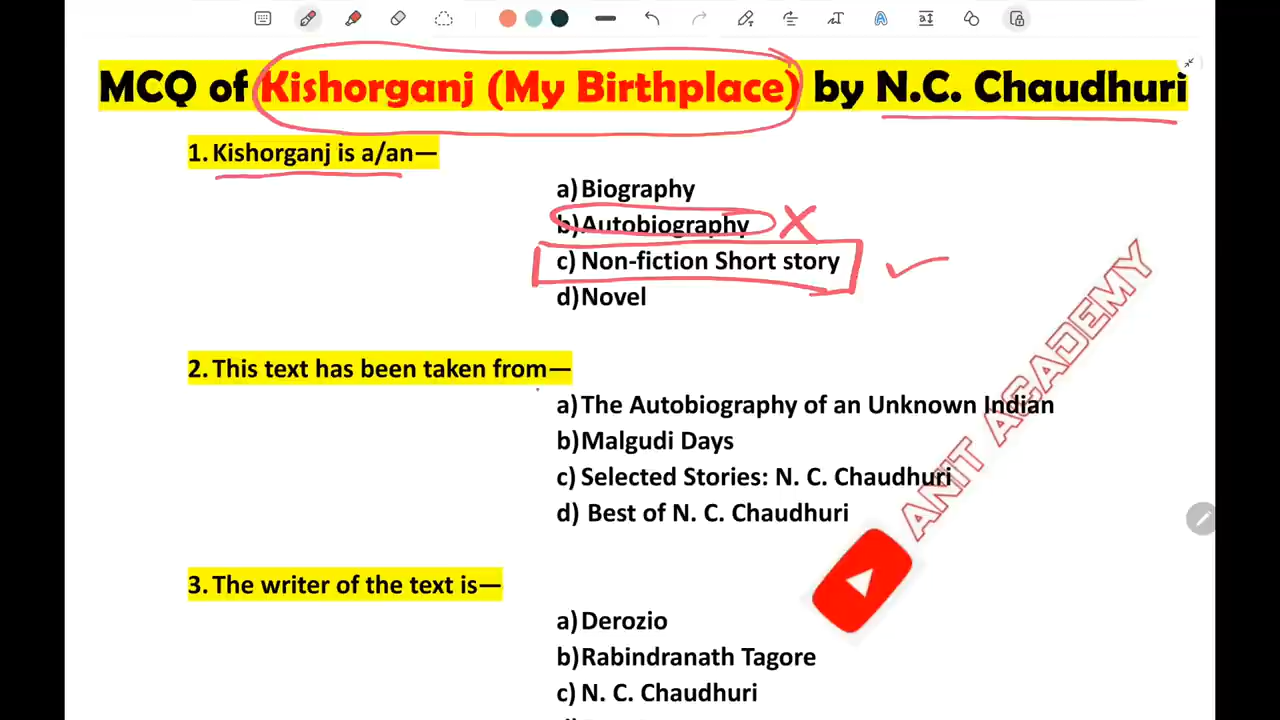 MCQ of Kishorganj (My Birthplace) by N.C. Chaudhuri
1. Kishorganj is a/an—
a) Biography
b) Autobiography
c) Non-fiction Short story
d) Novel
2. This text has been taken from—
a) The Autobiography of an Unknown Indian
b) Malgudi Days
c) Selected Stories: N. C. Chaudhuri
d) Best of N. C. Chaudhuri
3. The writer of the text is—
a) Derozio
b) Rabindranath Tagore
c) N. C. Chaudhuri
ANIT ACADEMY